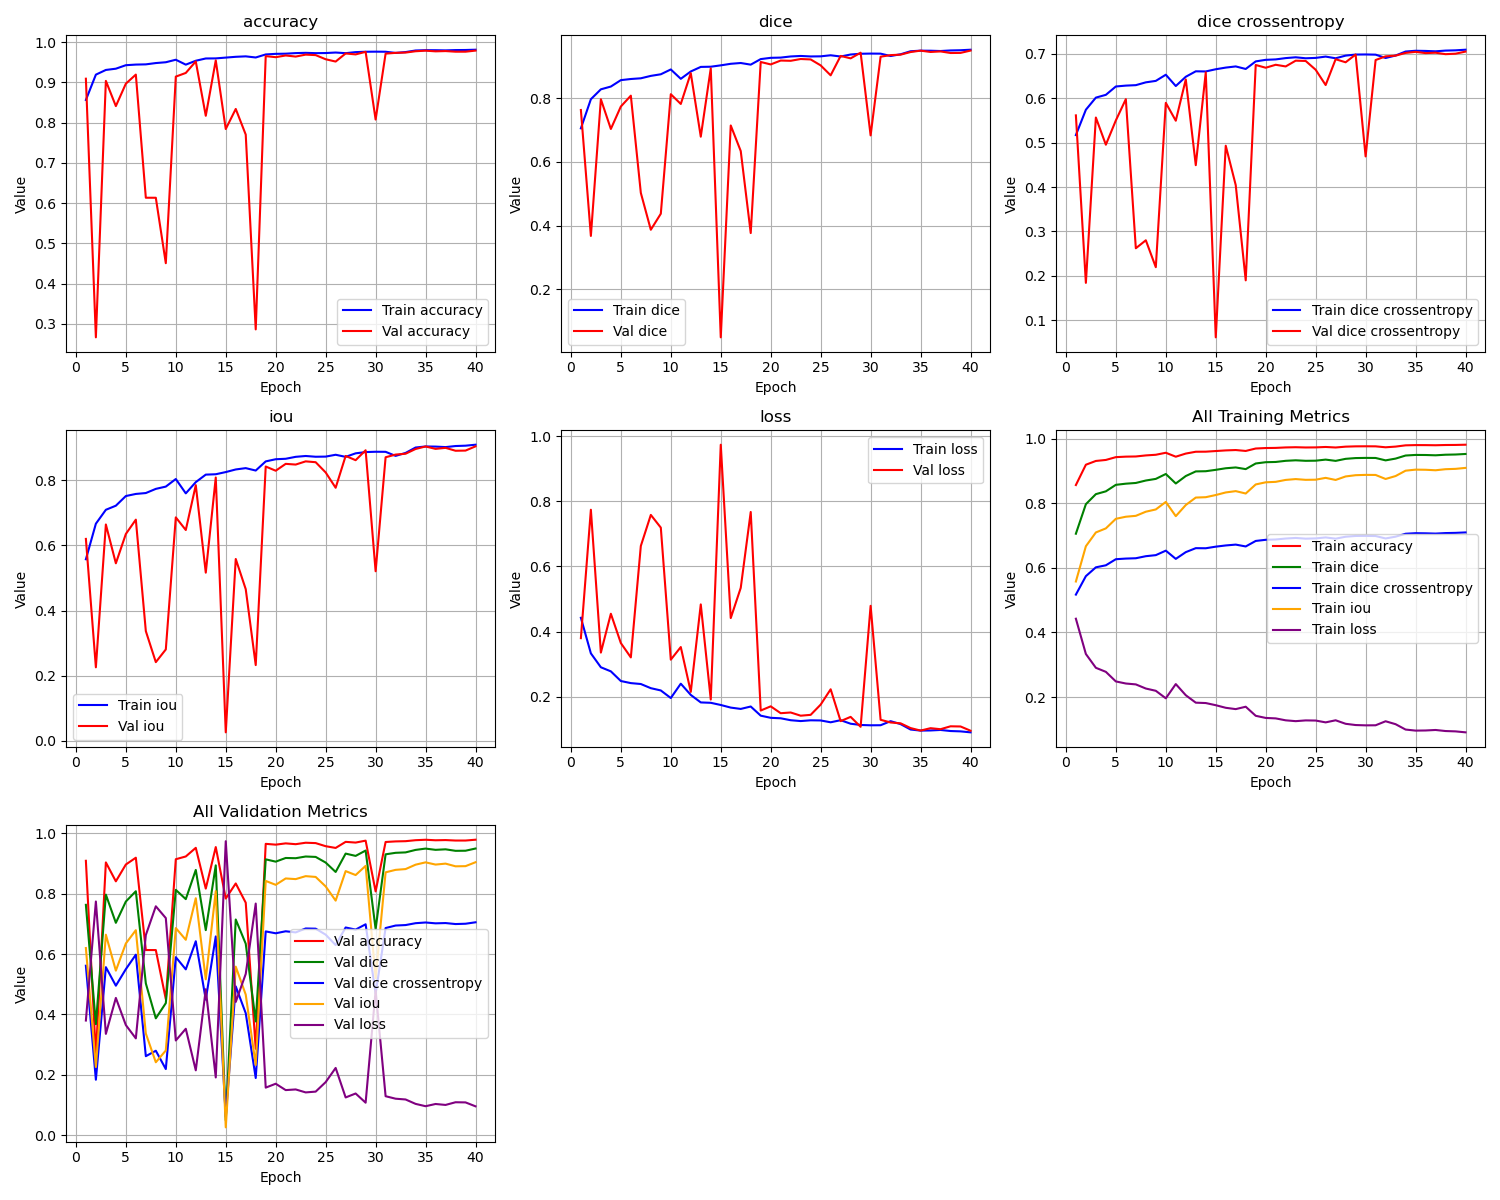 accuracy
Value
1.0
0.9
0.8
0.7
0.6
0.5
0.4
0.3
Train accuracy
Val accuracy
0 5 10 15 20 25 30 35 40
Epoch
dice
Value
0.8
0.6
0.4
0.2
Train dice
Val dice
0 5 10 15 20 25 30 35 40
Epoch
dice crossentropy
Value
0.7
0.6
0.5
0.4
0.3
0.2
0.1
Train dice crossentropy
Val dice crossentropy
0 5 10 15 20 25 30 35 40
Epoch
iou
Value
0.8
0.6
0.4
0.2
0.0
Train iou
Val iou
0 5 10 15 20 25 30 35 40
Epoch
loss
Value
1.0
0.8
0.6
0.4
0.2
Train loss
Val loss
0 5 10 15 20 25 30 35 40
Epoch
All Training Metrics
Value
1.0
0.8
0.6
0.4
0.2
Train accuracy
Train dice
Train dice crossentropy
Train iou
Train loss
0 5 10 15 20 25 30 35 40
Epoch
All Validation Metrics
Value
1.0
0.8
0.6
0.4
0.2
0.0
Val accuracy
Val dice
Val dice crossentropy
Val iou
Val loss
0 5 10 15 20 25 30 35 40
Epoch